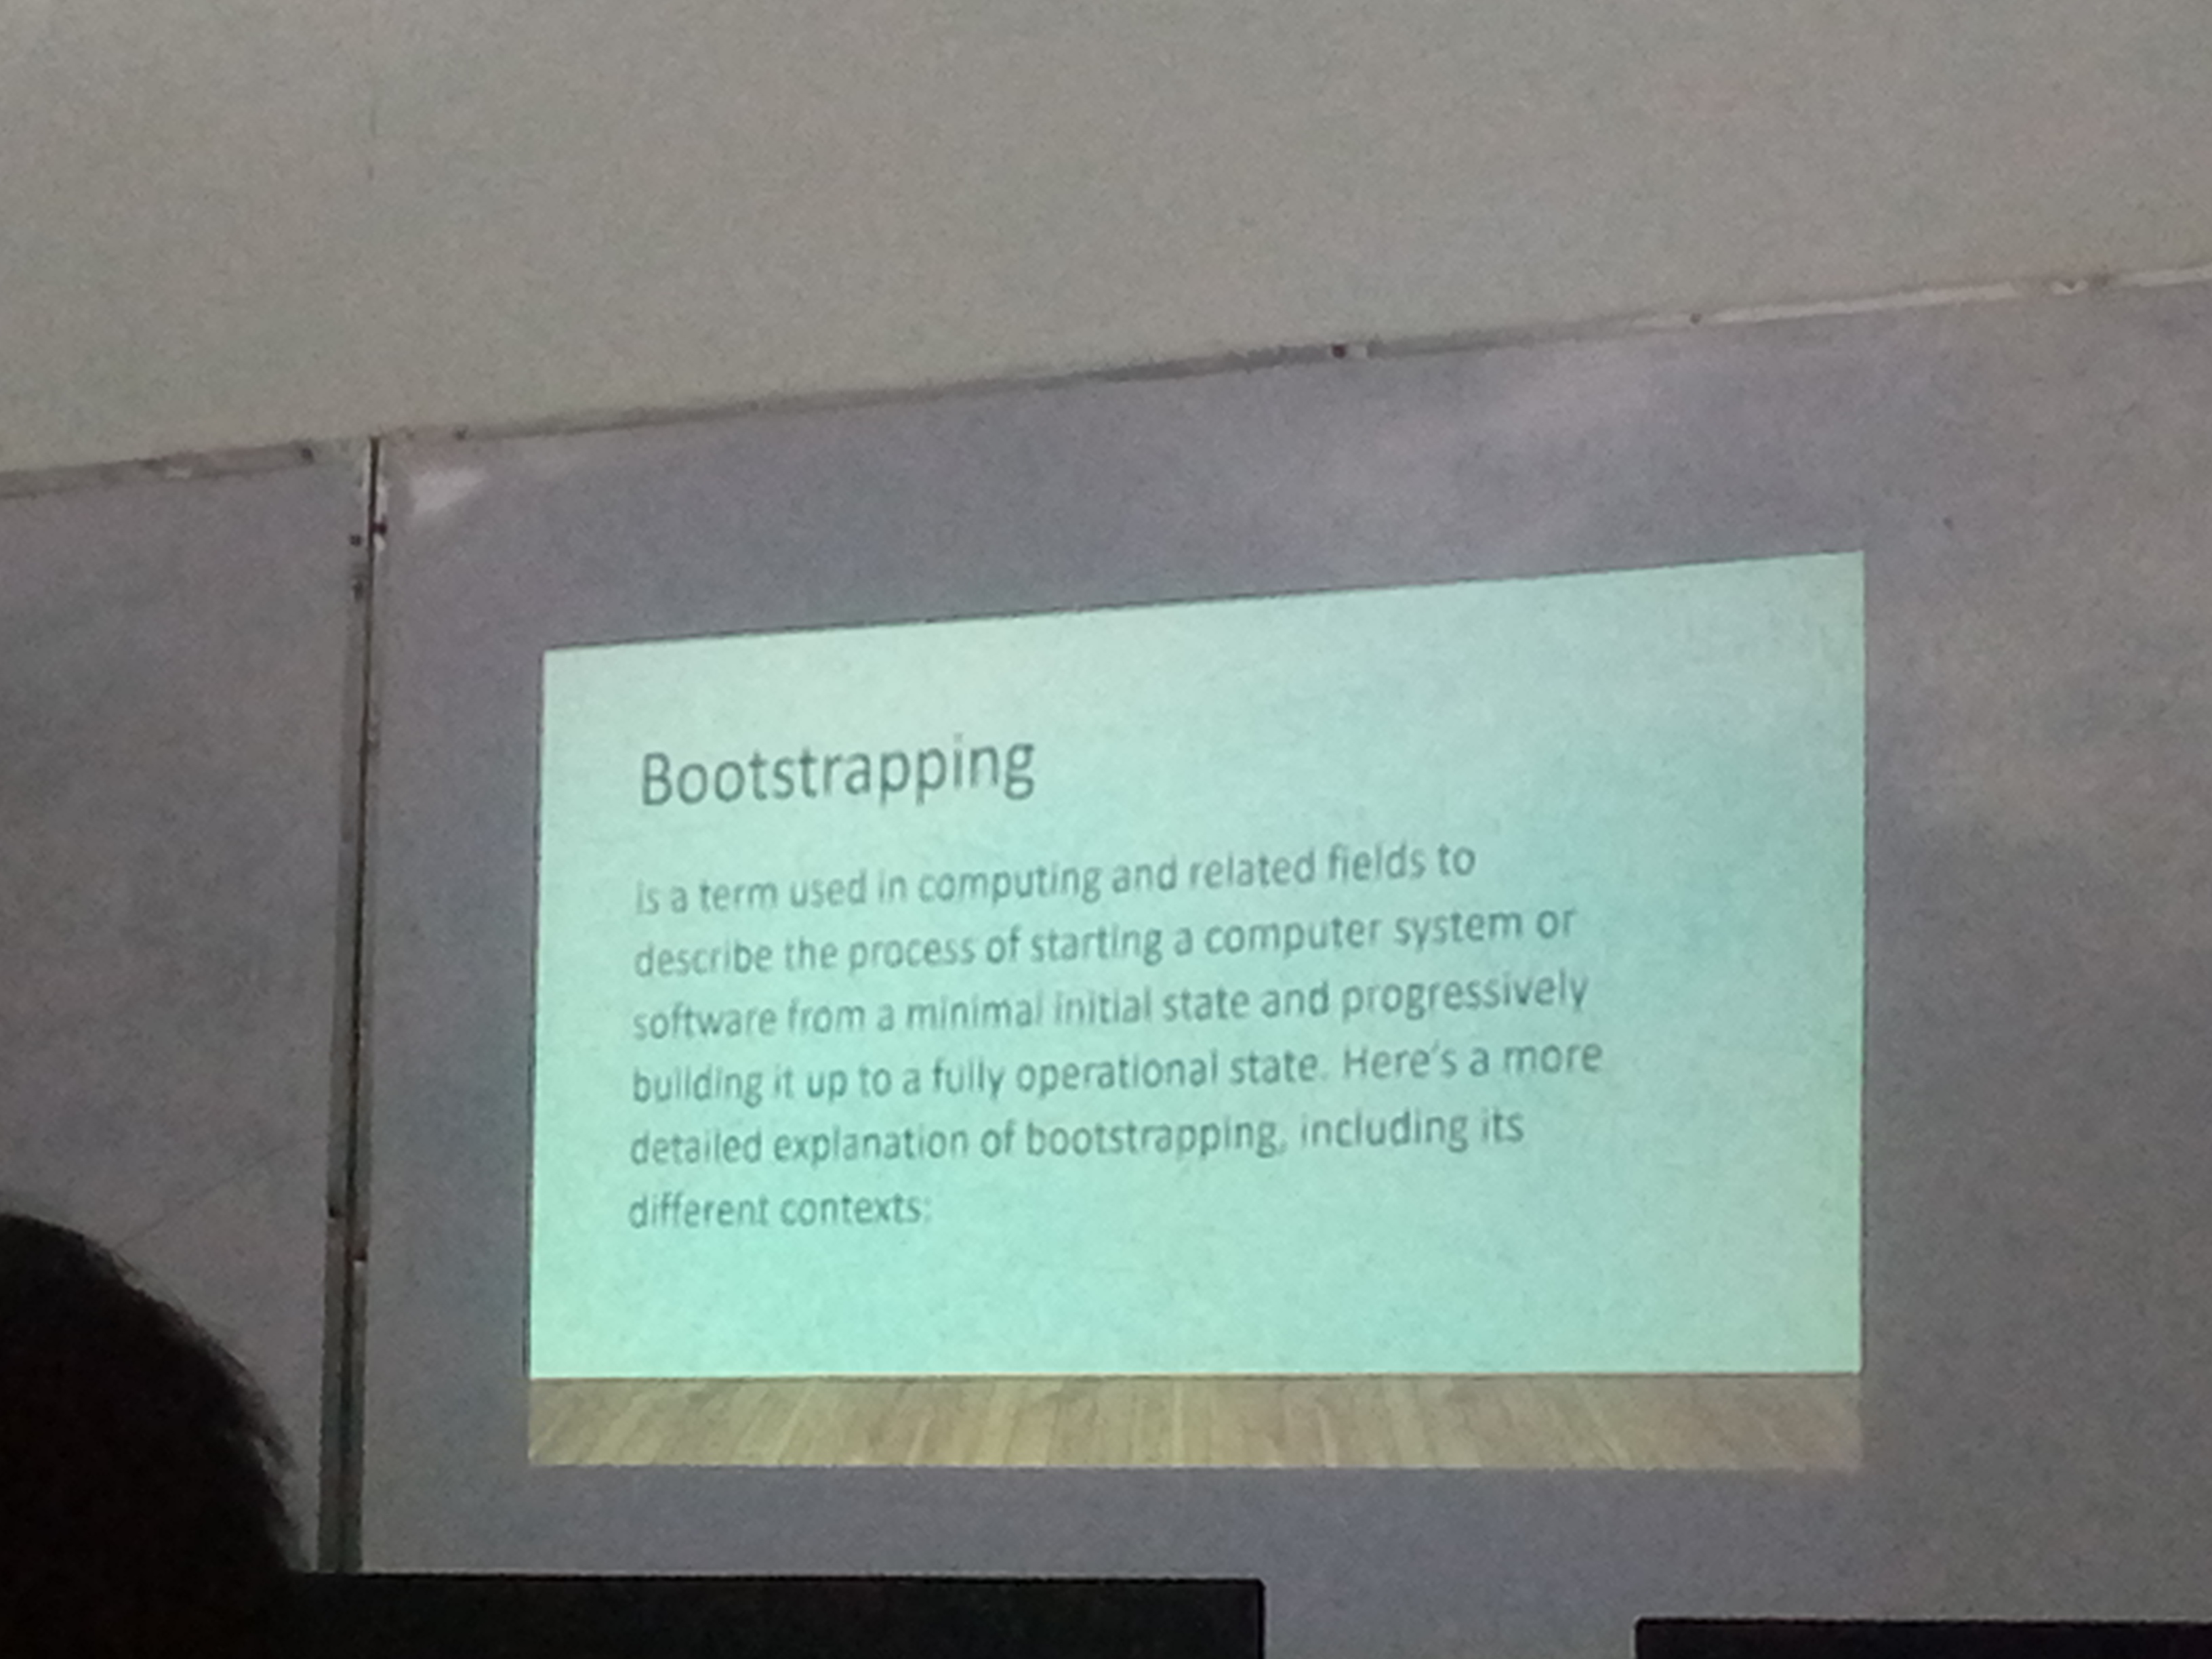 Bootstrapping
is a term used in computing and related fields to
describe the process of starting a computer system or
software from a minimal initial state and progressively
building it up to a fully operational state. Here's a more
detailed explanation of bootstrapping, including its
different contexts: